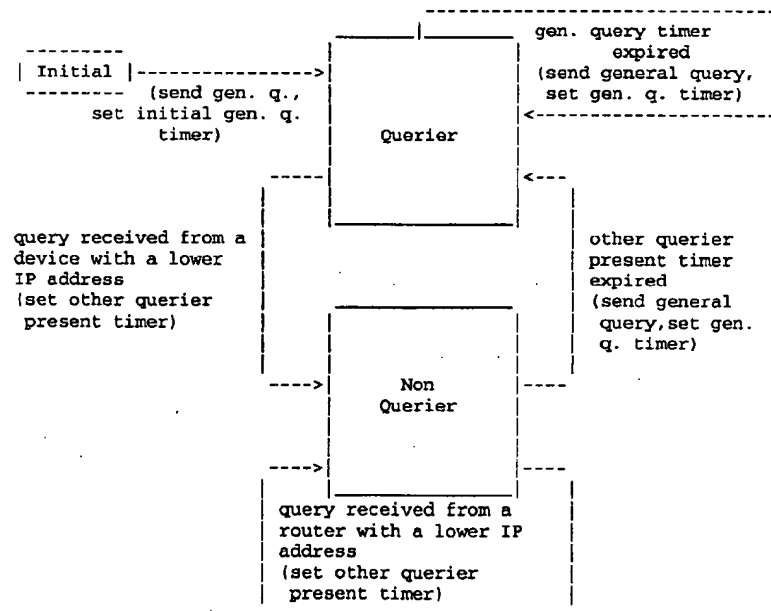 gen. query timer
expired
(send general query,
set gen. q. timer)
| Initial |
(send gen. q.,
set initial gen. q.
timer)
Querier
query received from a
device with a lower
IP address
(set other querier
present timer)
other querier
present timer
expired
(send general
query,set gen.
q. timer)
Non
Querier
query received from a
router with a lower IP
address
(set other querier
present timer)